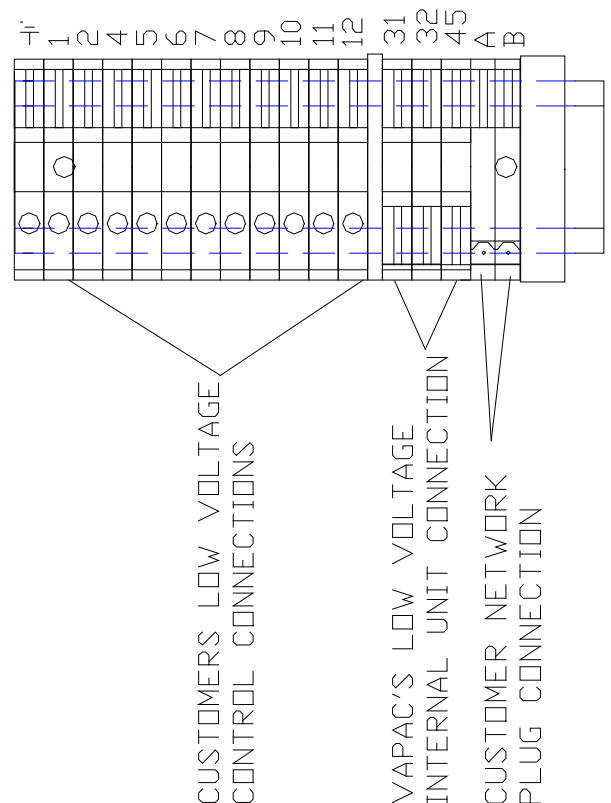 1
2
4
5
6
7
8
9
10
11
12
31
32
45
A
B
CUSTOMERS LOW VOLTAGE
CONTROL CONNECTIONS
VAPAC'S LOW VOLTAGE
INTERNAL UNIT CONNECTION
CUSTOMER NETWORK
PLUG CONNECTION